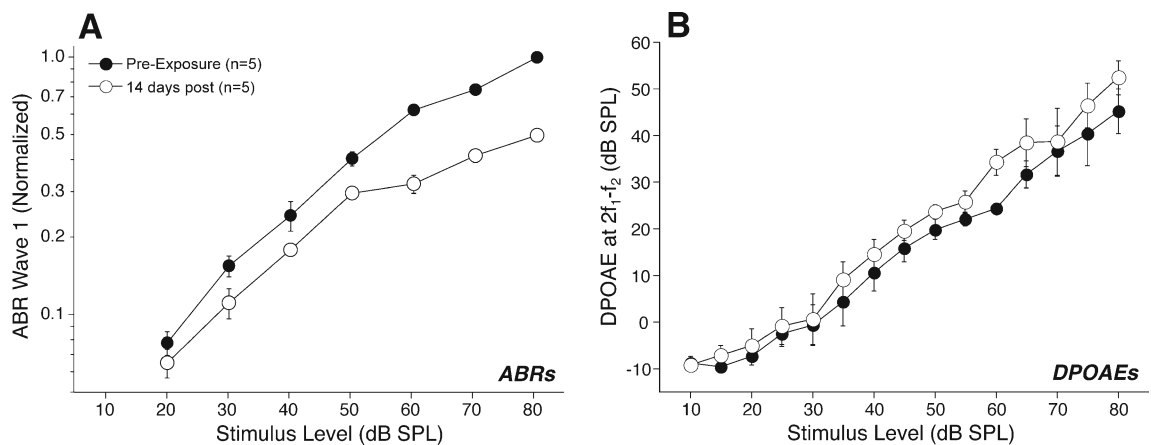 A
ABR Wave 1 (Normalized)
1.0
0.7
0.5
0.3
0.2
0.1
Pre-Exposure (n=5)
14 days post (n=5)
ABRs
10 20 30 40 50 60 70 80
Stimulus Level (dB SPL)
B
DPOAE at 2f₁-f₂ (dB SPL)
60
50
40
30
20
10
0
-10
DPOAEs
10 20 30 40 50 60 70 80
Stimulus Level (dB SPL)